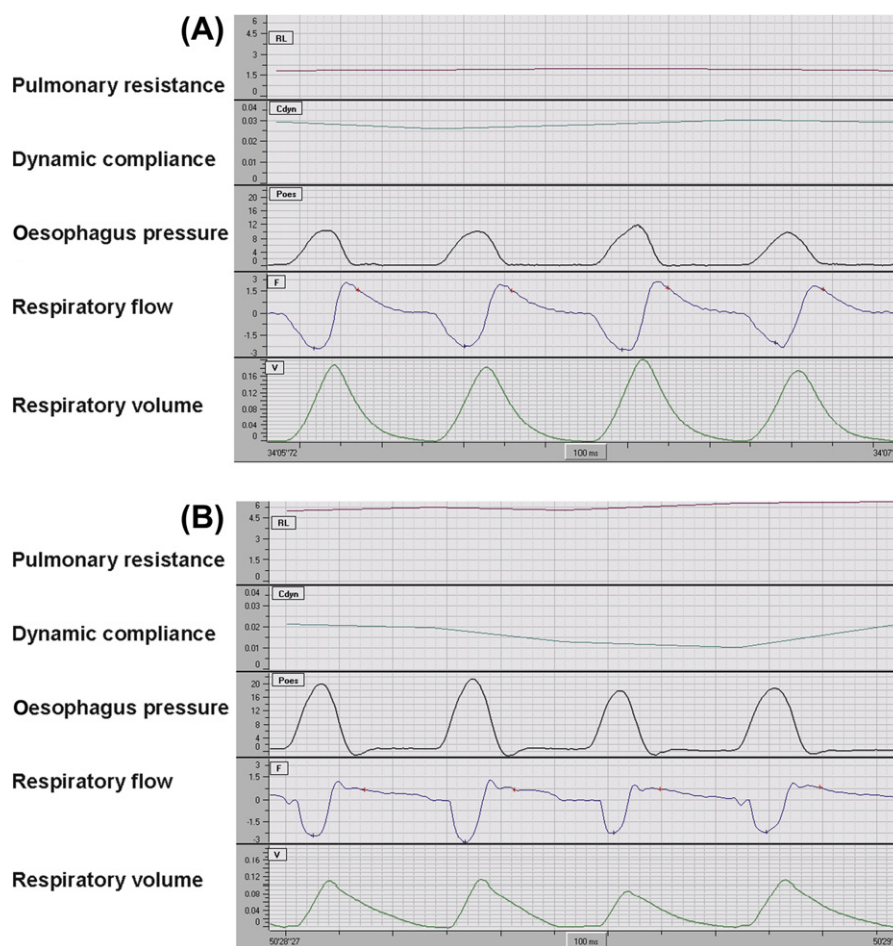 (A)
RL
6
4.5
1.5
0
Pulmonary resistance
Cdyn
0.04
0.03
0.02
0.01
0
Dynamic compliance
Poes
20
16
12
8
4
0
Oesophagus pressure
F
3
1.5
0
-1.5
-3
Respiratory flow
V
0.16
0.12
0.08
0.04
0
Respiratory volume
34'05"72 100 ms 34'07
(B)
RL
6
4.5
1.5
0
Pulmonary resistance
Cdyn
0.04
0.03
0.02
0.01
0
Dynamic compliance
Poes
20
16
12
8
4
0
Oesophagus pressure
F
3
1.5
0
-1.5
-3
Respiratory flow
V
0.16
0.12
0.08
0.04
0
Respiratory volume
50'28"27 100 ms